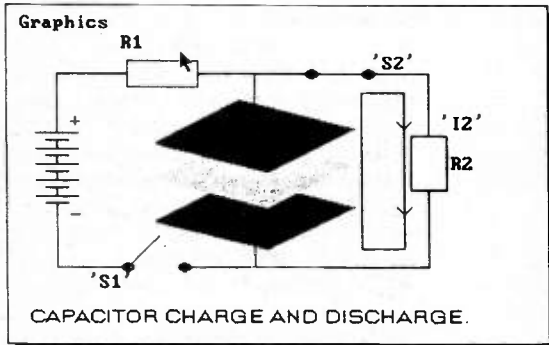 Graphics
R1
'S2'
+
'I2'
R2
-
'S1'
CAPACITOR CHARGE AND DISCHARGE.